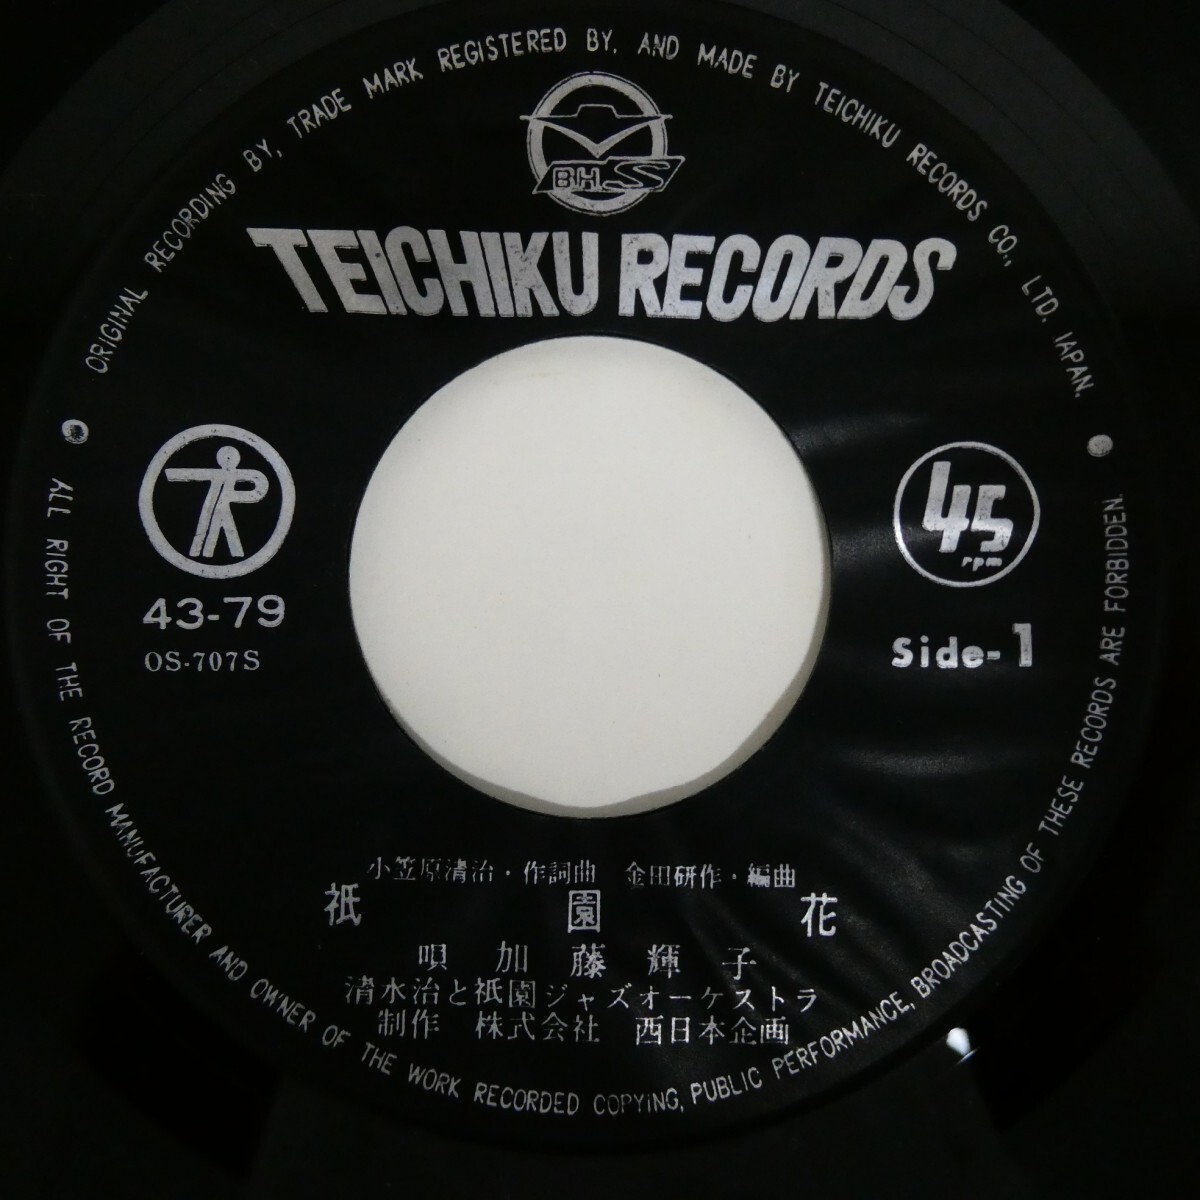 ORIGINAL RECORDING BY, TRADE MARK REGISTERED BY, AND MADE BY TEICHIKU RECORDS CO., LTD. JAPAN.
BH.S
TEICHIKU RECORDS
TR
45
rpm
43-79
OS-707S
Side-1
小笠原清治・作詞曲 金田研作・編曲
祇園花
唄 加藤輝子
清水治と祇園ジャズオーケストラ
制作 株式会社 西日本企画
ALL RIGHT OF THE RECORD MANUFACTURER AND OWNER OF THE WORK RECORDED COPYiNG, PUBLIC PERFORMANCE, BROADCASTING OF THESE RECORDS ARE FORBIDDEN.